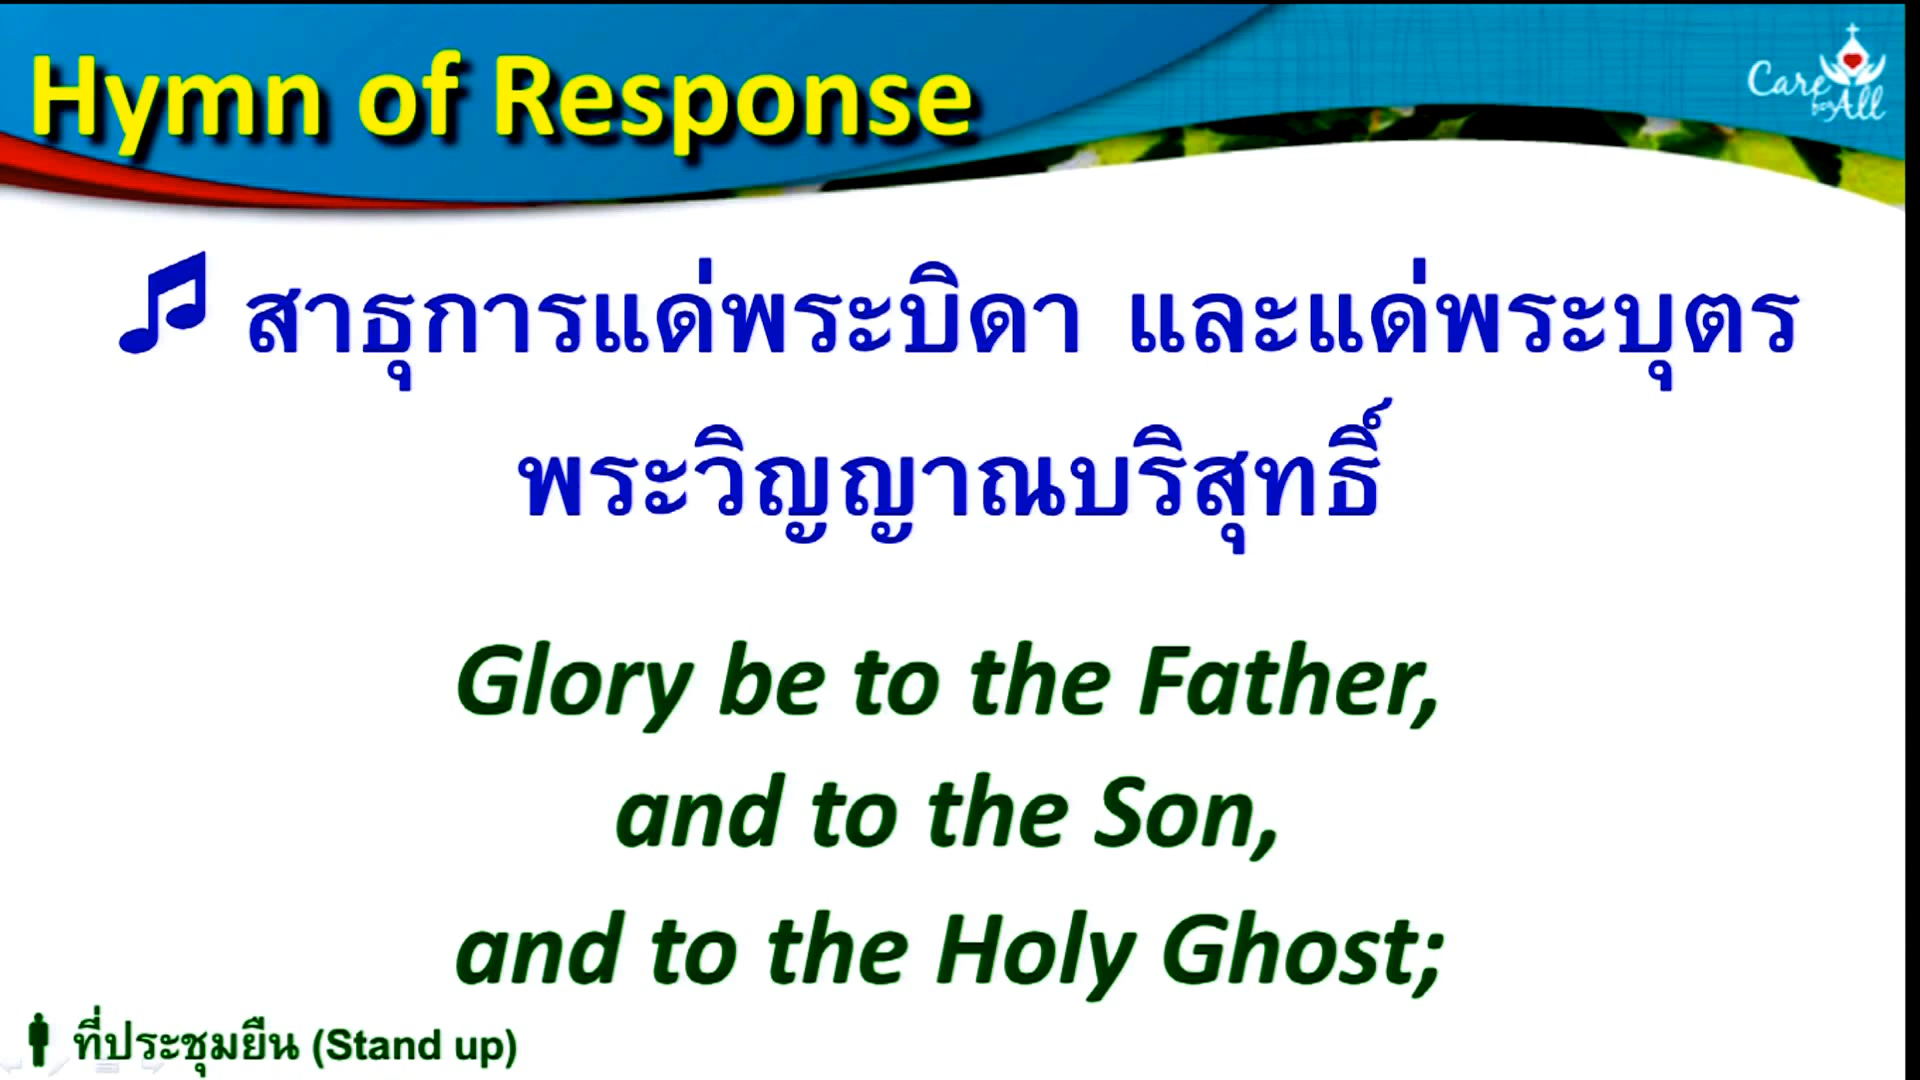 Hymn of Response
Care
for All
สาธุการแด่พระบิดา และแด่พระบุตร
พระวิญญาณบริสุทธิ์
Glory be to the Father,
and to the Son,
and to the Holy Ghost;
ที่ประชุมยืน (Stand up)